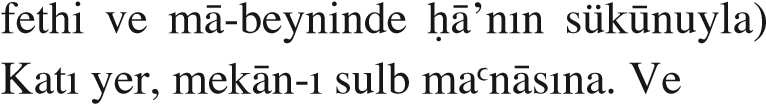 fethi ve mā-beyninde ḥā’nın sükūnuyla)
Katı yer, mekān-ı sulb maʿnāsına. Ve